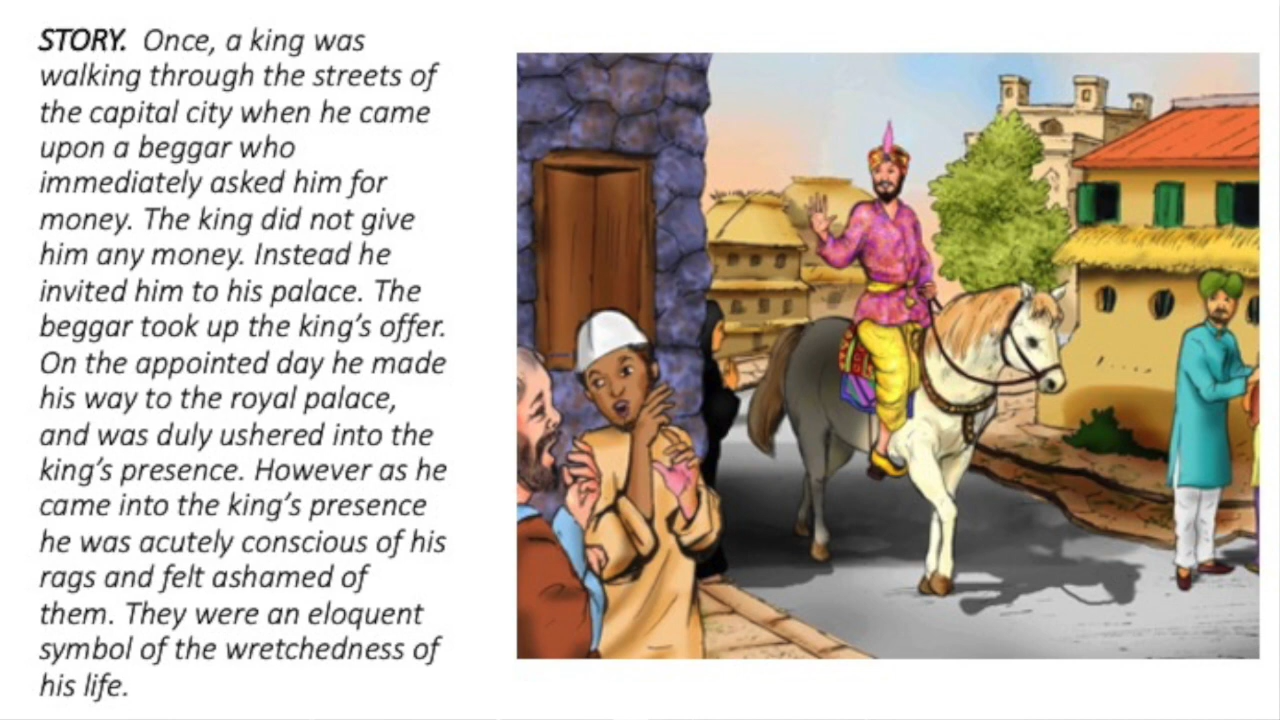 STORY. Once, a king was
walking through the streets of
the capital city when he came
upon a beggar who
immediately asked him for
money. The king did not give
him any money. Instead he
invited him to his palace. The
beggar took up the king’s offer.
On the appointed day he made
his way to the royal palace,
and was duly ushered into the
king’s presence. However as he
came into the king’s presence
he was acutely conscious of his
rags and felt ashamed of
them. They were an eloquent
symbol of the wretchedness of
his life.